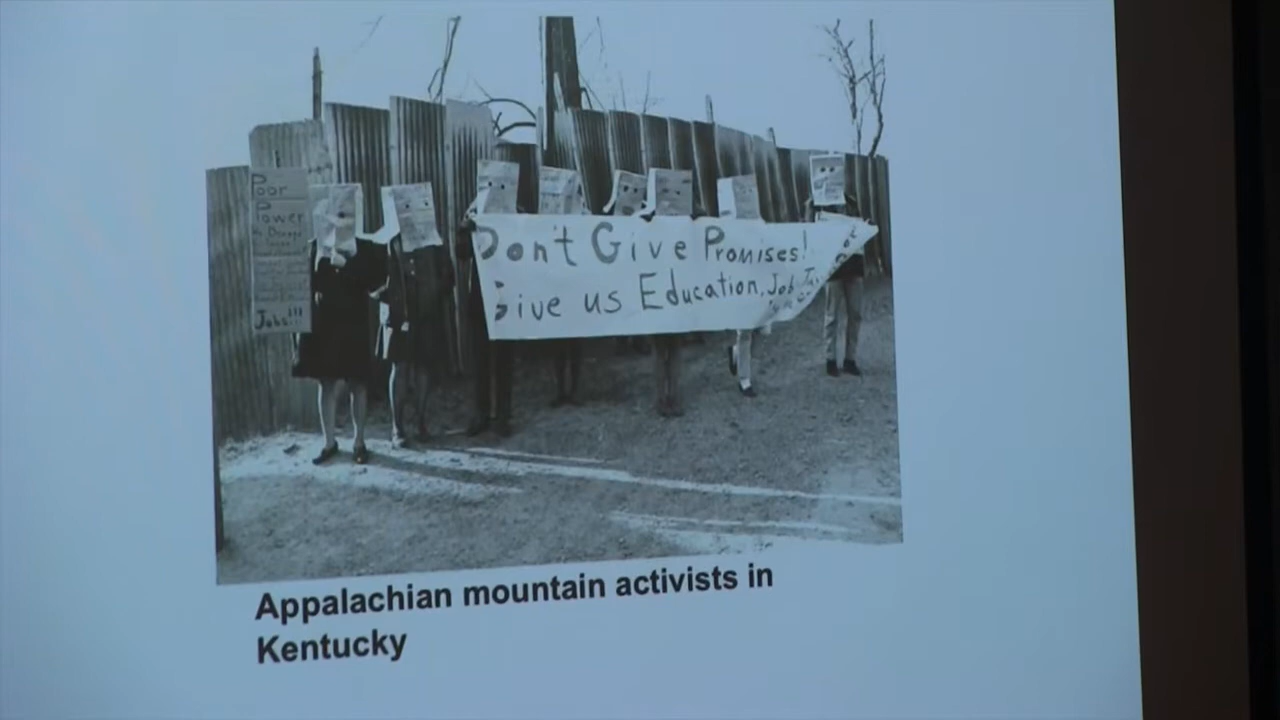 Poor
Power
Jobs!!!
Don't Give Promises!
Give us Education, Job
Appalachian mountain activists in
Kentucky